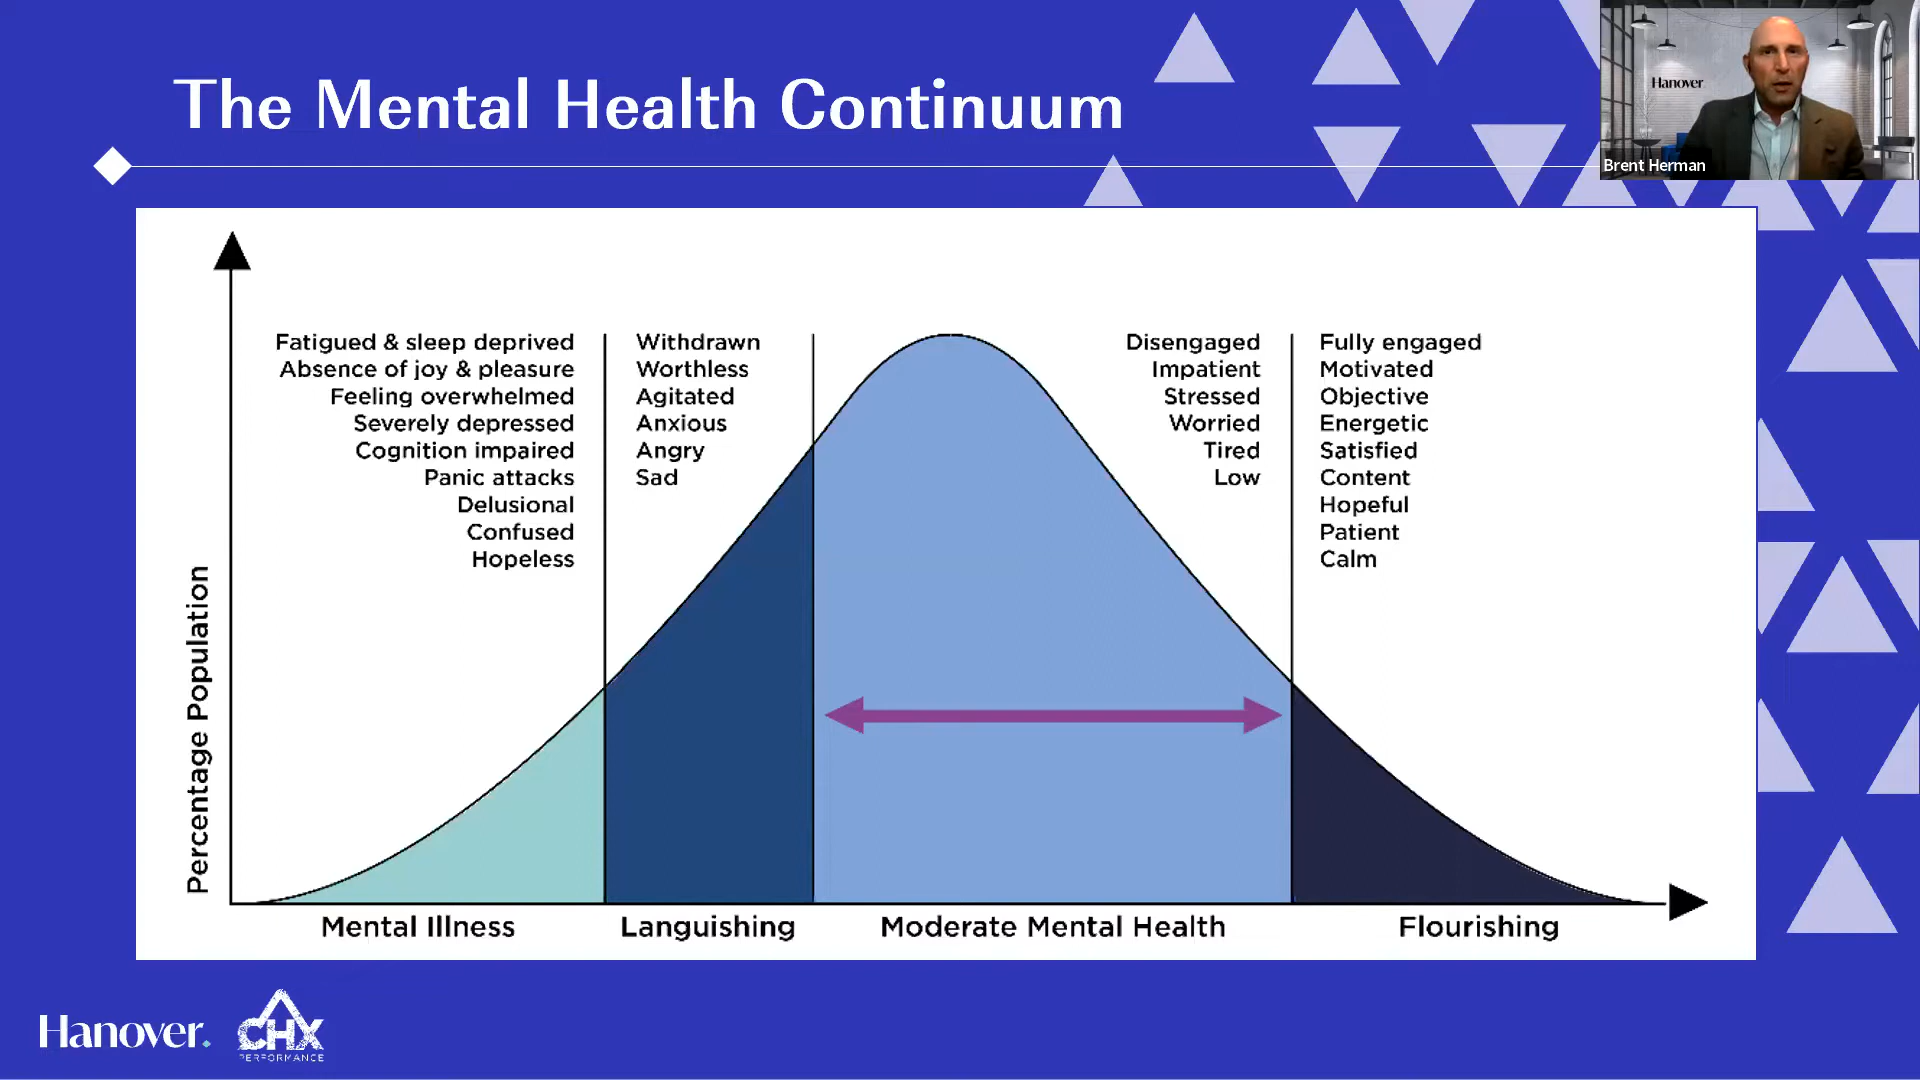 The Mental Health Continuum
Hanover
Brent Herman
Fatigued & sleep deprived
Absence of joy & pleasure
Feeling overwhelmed
Severely depressed
Cognition impaired
Panic attacks
Delusional
Confused
Hopeless
Withdrawn
Worthless
Agitated
Anxious
Angry
Sad
Disengaged
Impatient
Stressed
Worried
Tired
Low
Fully engaged
Motivated
Objective
Energetic
Satisfied
Content
Hopeful
Patient
Calm
Percentage Population
Mental Illness
Languishing
Moderate Mental Health
Flourishing
Hanover.
CHX
PERFORMANCE